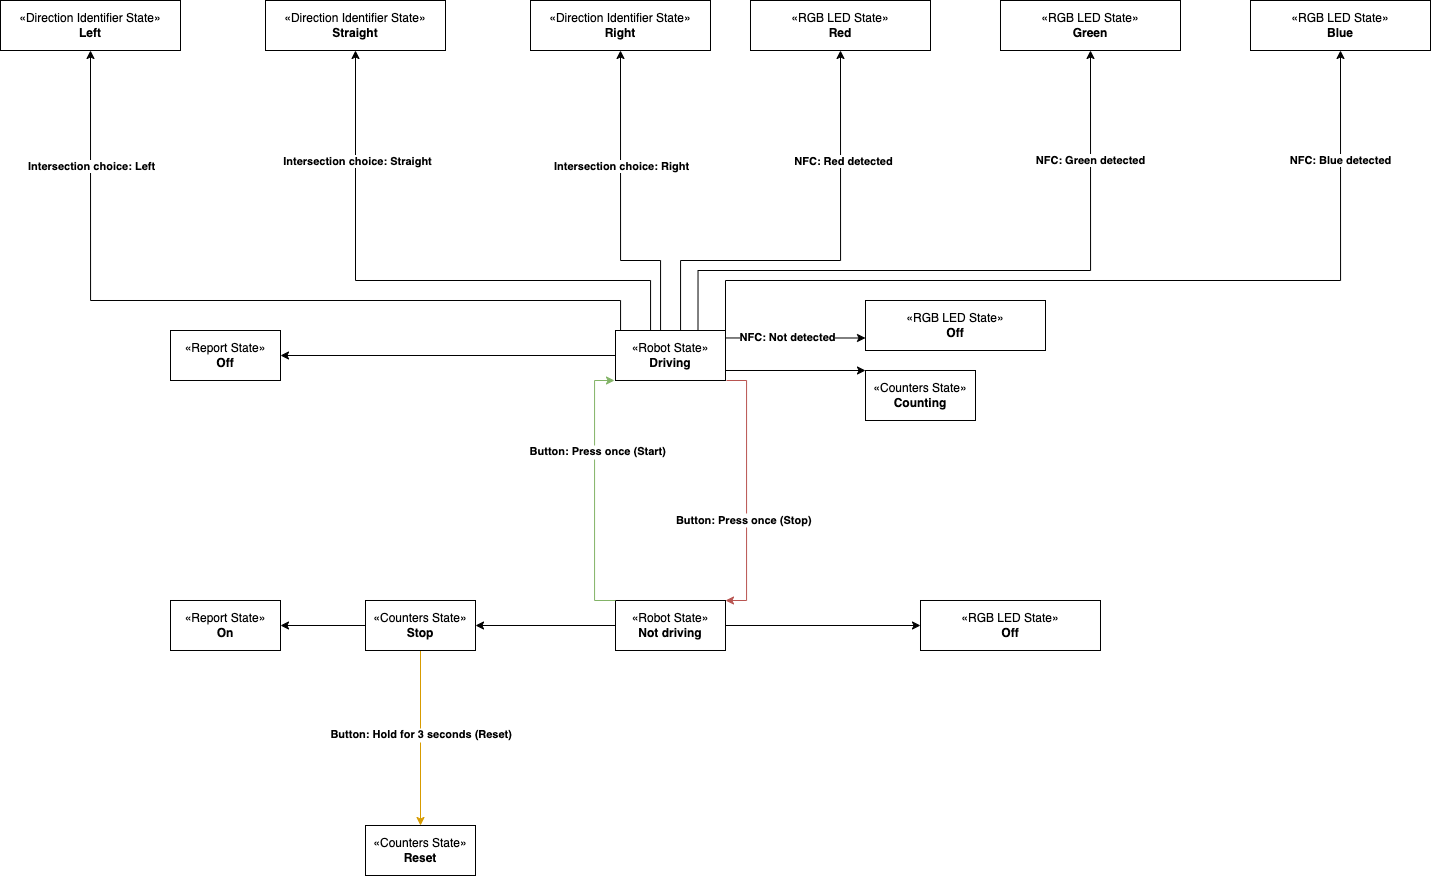 «Direction Identifier State»
Left
«Direction Identifier State»
Straight
«Direction Identifier State»
Right
«RGB LED State»
Red
«RGB LED State»
Green
«RGB LED State»
Blue
Intersection choice: Left
Intersection choice: Straight
Intersection choice: Right
NFC: Red detected
NFC: Green detected
NFC: Blue detected
«Report State»
Off
«Robot State»
Driving
NFC: Not detected
«RGB LED State»
Off
«Counters State»
Counting
Button: Press once (Start)
Button: Press once (Stop)
«Report State»
On
«Counters State»
Stop
«Robot State»
Not driving
«RGB LED State»
Off
Button: Hold for 3 seconds (Reset)
«Counters State»
Reset